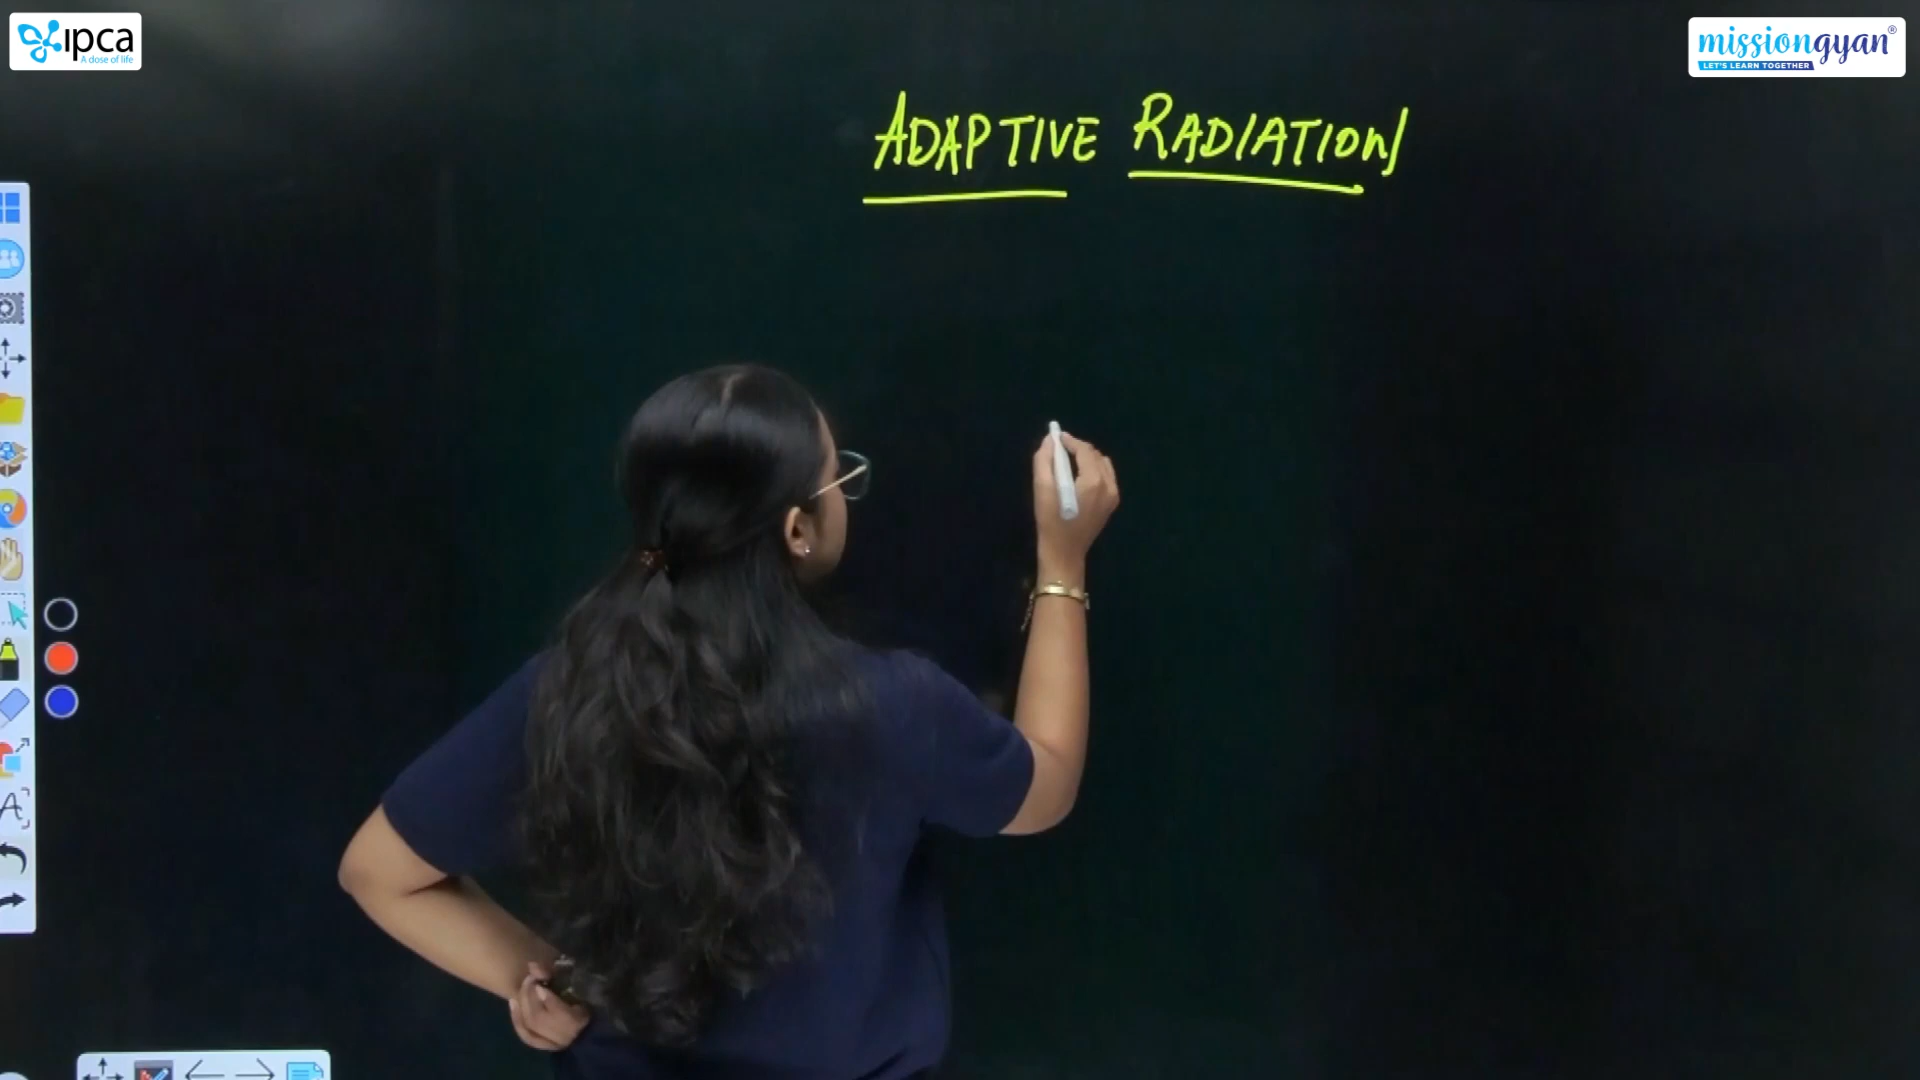 ipca
A dose of life
missiongyan®
LET'S LEARN TOGETHER
ADAPTIVE RADIATION